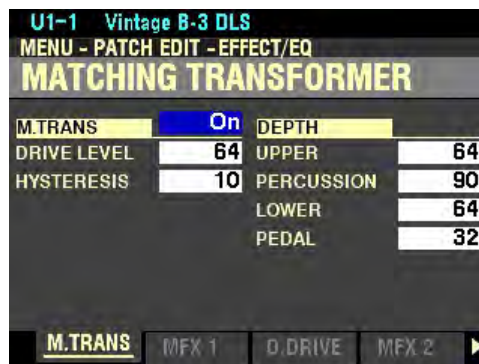 U1-1 Vintage B-3 DLS
MENU - PATCH EDIT - EFFECT/EQ
MATCHING TRANSFORMER
M.TRANS On DEPTH
DRIVE LEVEL 64 UPPER 64
HYSTERESIS 10 PERCUSSION 90
LOWER 64
PEDAL 32
M.TRANS MFX 1 O.DRIVE MFX 2